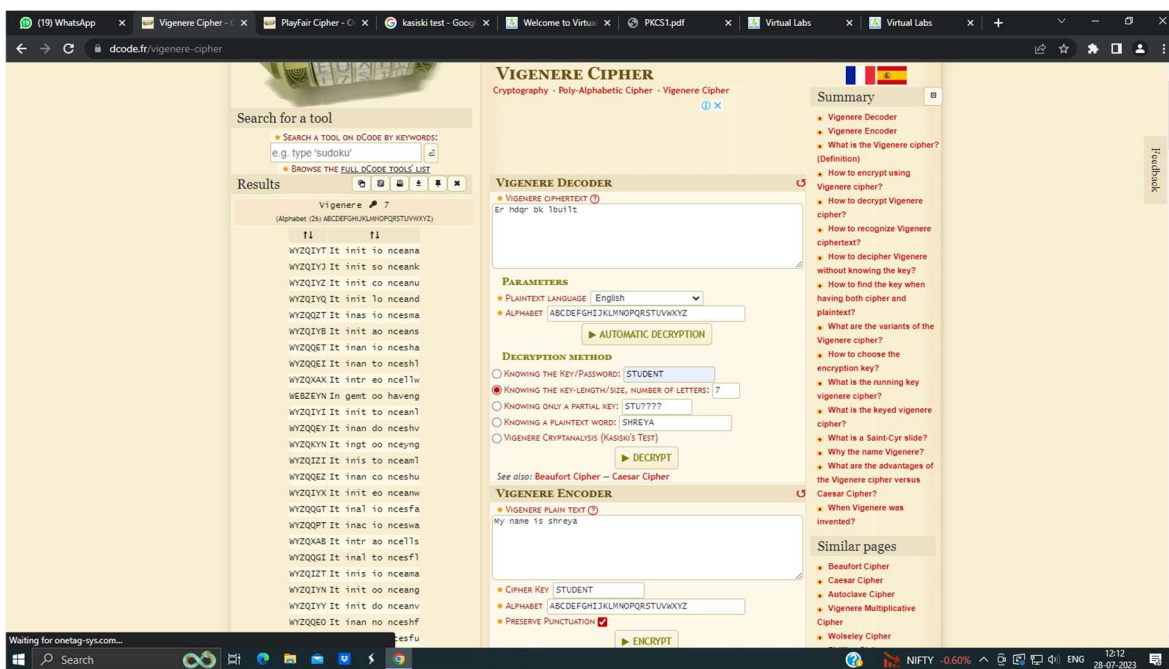 (19) WhatsApp
Vigenere Cipher - O
PlayFair Cipher - O
kasiski test - Goog
Welcome to Virtu
PKCS1.pdf
Virtual Labs
Virtual Labs
dcode.fr/vigenere-cipher
Search for a tool
SEARCH A TOOL ON DCODE BY KEYWORDS:
e.g. type 'sudoku'
BROWSE THE FULL DCODE TOOLS' LIST
Results
Vigenere 7
(Alphabet (26) ABCDEFGHIJKLMNOPQRSTUVWXYZ)
↑↓ ↑↓
WYZQIYT It init io nceana
WYZQIYJ It init so nceank
WYZQIYZ It init co nceanu
WYZQIYQ It init lo nceand
WYZQQZT It inas io ncesma
WYZQIYB It init ao nceans
WYZQQET It inan io ncesha
WYZQQEI It inan to nceshl
WYZQXAX It intr eo ncellw
WEBZEYN In gemt oo haveng
WYZQIYI It init to nceanl
WYZQQEY It inan do nceshv
WYZQKYN It ingt oo nceyng
WYZQIZI It inis to nceaml
WYZQQEZ It inan co nceshu
WYZQIYX It init eo nceanw
WYZQQGT It inal io ncesfa
WYZQQPT It inac io nceswa
WYZQXAB It intr ao ncells
WYZQQGI It inal to ncesfl
WYZQIZT It inis io nceama
WYZQIYN It init oo nceang
WYZQIYY It init do nceanv
WYZQQEO It inan no nceshf
cesfu
VIGENERE CIPHER
Cryptography › Poly-Alphabetic Cipher › Vigenere Cipher
VIGENERE DECODER
VIGENERE CIPHERTEXT
Er hdqr bk lbuilt
PARAMETERS
PLAINTEXT LANGUAGE English
ALPHABET ABCDEFGHIJKLMNOPQRSTUVWXYZ
► AUTOMATIC DECRYPTION
DECRYPTION METHOD
KNOWING THE KEY/PASSWORD: STUDENT
KNOWING THE KEY-LENGTH/SIZE, NUMBER OF LETTERS: 7
KNOWING ONLY A PARTIAL KEY: STU????
KNOWING A PLAINTEXT WORD: SHREYA
VIGENERE CRYPTANALYSIS (KASISKI'S TEST)
► DECRYPT
See also: Beaufort Cipher – Caesar Cipher
VIGENERE ENCODER
VIGENERE PLAIN TEXT
My name is shreya
CIPHER KEY STUDENT
ALPHABET ABCDEFGHIJKLMNOPQRSTUVWXYZ
PRESERVE PUNCTUATION
► ENCRYPT
Summary
Vigenere Decoder
Vigenere Encoder
What is the Vigenere cipher?
(Definition)
How to encrypt using
Vigenere cipher?
How to decrypt Vigenere
cipher?
How to recognize Vigenere
ciphertext?
How to decipher Vigenere
without knowing the key?
How to find the key when
having both cipher and
plaintext?
What are the variants of the
Vigenere cipher?
How to choose the
encryption key?
What is the running key
vigenere cipher?
What is the keyed vigenere
cipher?
What is a Saint-Cyr slide?
Why the name Vigenere?
What are the advantages of
the Vigenere cipher versus
Caesar Cipher?
When Vigenere was
invented?
Similar pages
Beaufort Cipher
Caesar Cipher
Autoclave Cipher
Vigenere Multiplicative
Cipher
Wolseley Cipher
Feedback
Waiting for onetag-sys.com...
Search
NIFTY -0.60%
ENG
12:12
28-07-2023